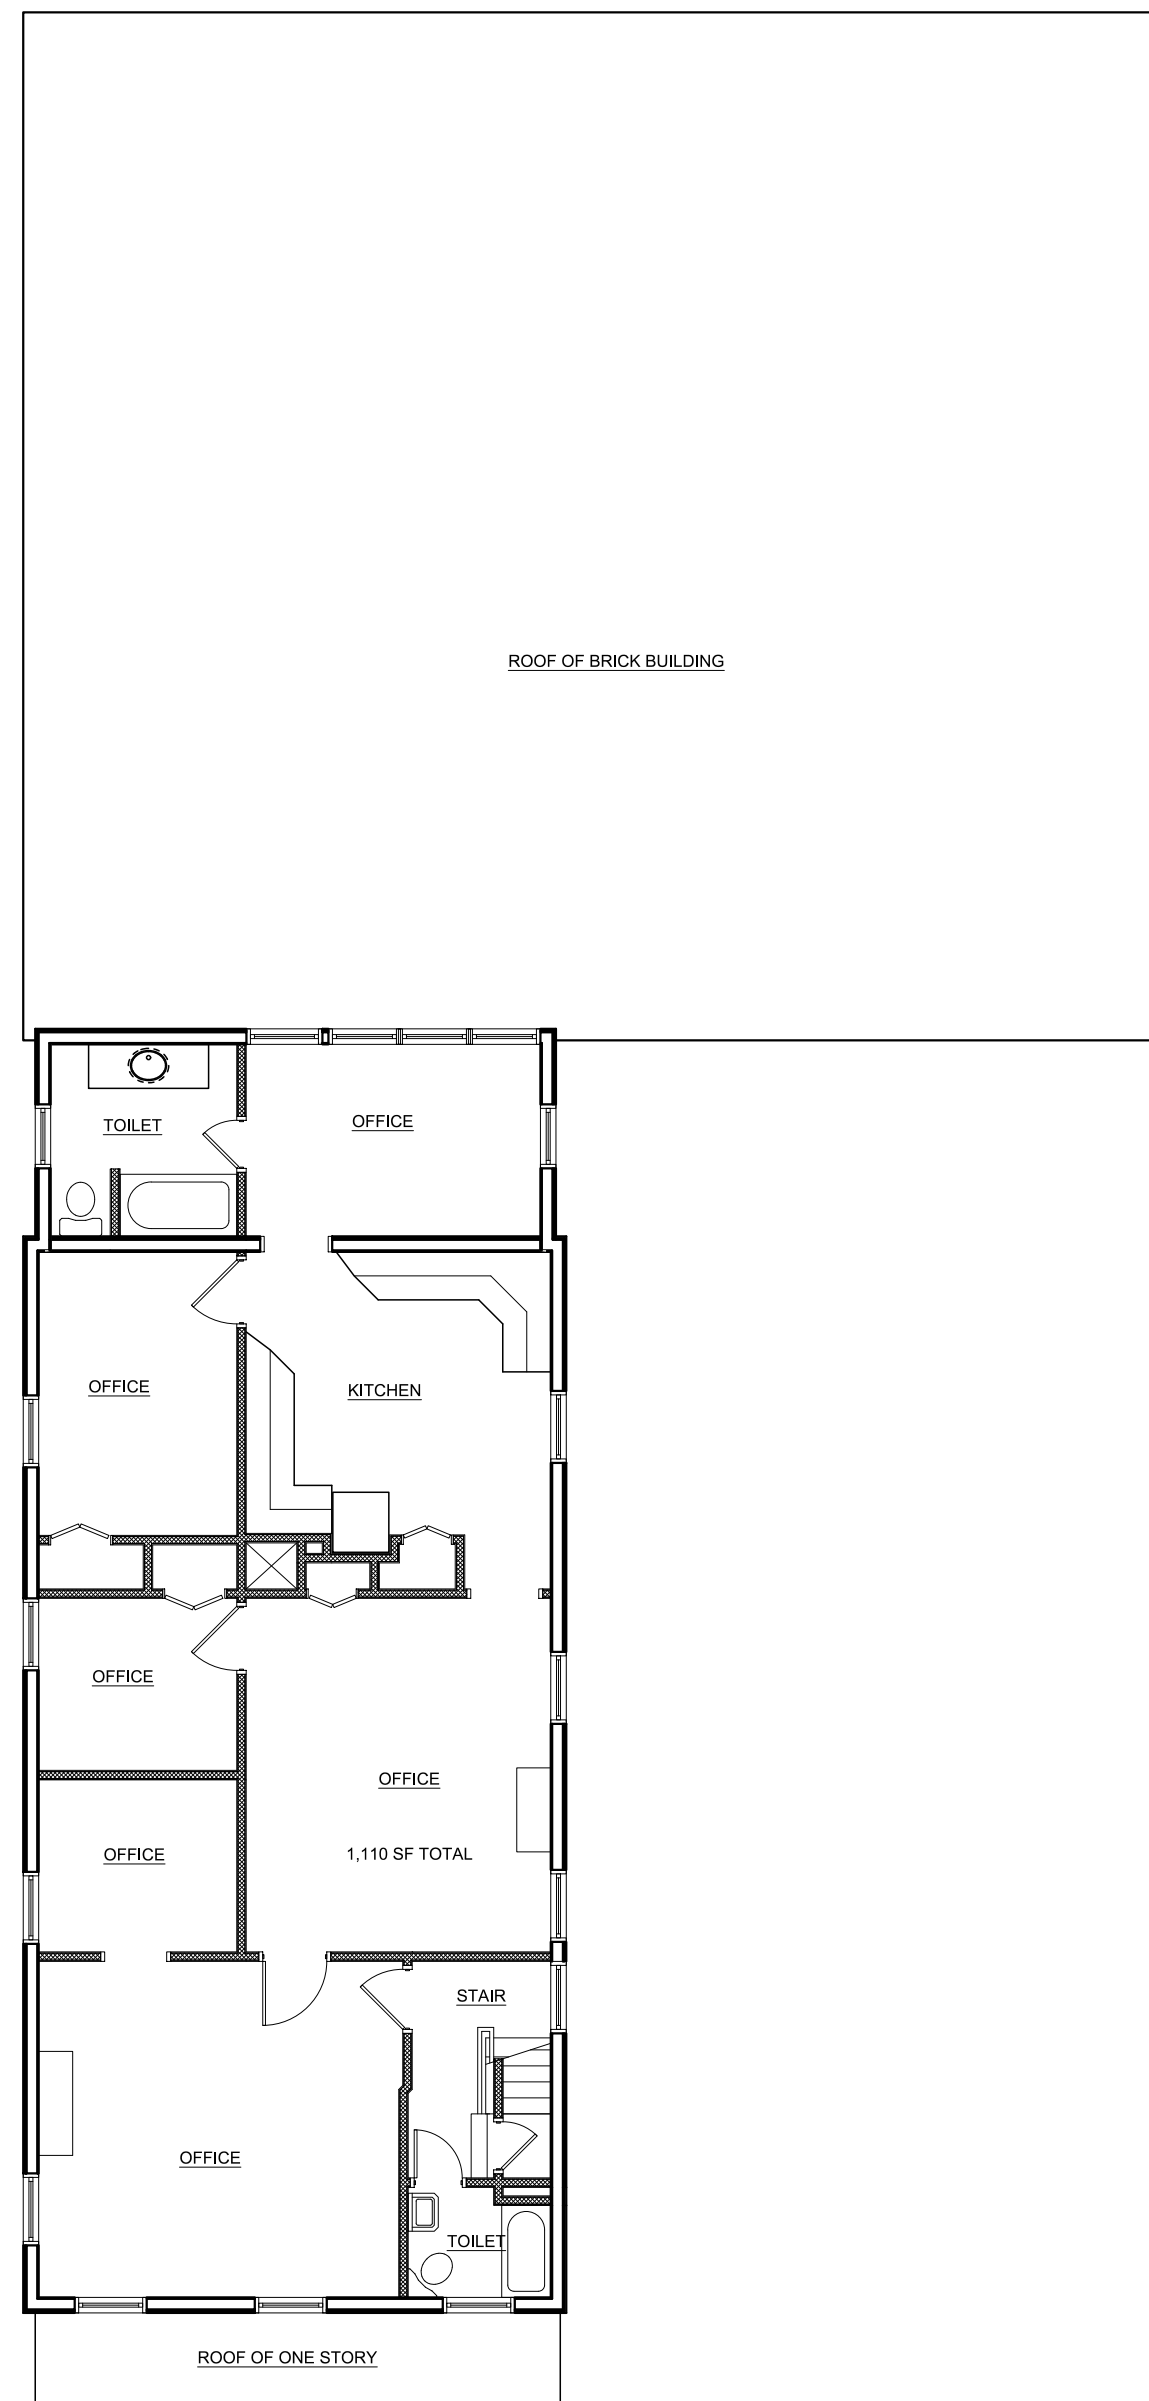 ROOF OF BRICK BUILDING
TOILET
OFFICE
OFFICE
KITCHEN
OFFICE
OFFICE
1,110 SF TOTAL
OFFICE
STAIR
OFFICE
TOILET
ROOF OF ONE STORY